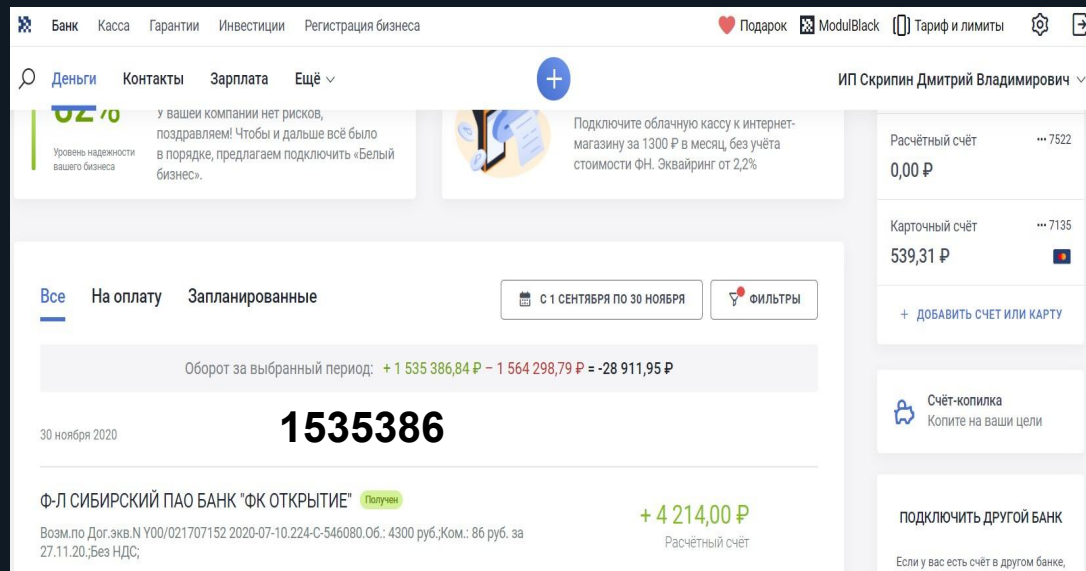 Банк Касса Гарантии Инвестиции Регистрация бизнеса Подарок ModulBlack Тариф и лимиты
Деньги Контакты Зарплата Ещё ИП Скрипин Дмитрий Владимирович
62%
Уровень надежности
вашего бизнеса
У вашей компании нет рисков,
поздравляем! Чтобы и дальше всё было
в порядке, предлагаем подключить «Белый
бизнес».
Подключите облачную кассу к интернет-
магазину за 1300 ₽ в месяц, без учёта
стоимости ФН. Эквайринг от 2,2%
Расчётный счёт ••• 7522
0,00 ₽
Карточный счёт ••• 7135
539,31 ₽
+ ДОБАВИТЬ СЧЕТ ИЛИ КАРТУ
Все На оплату Запланированные С 1 СЕНТЯБРЯ ПО 30 НОЯБРЯ ФИЛЬТРЫ
Оборот за выбранный период: + 1 535 386,84 ₽ − 1 564 298,79 ₽ = -28 911,95 ₽
30 ноября 2020
1535386
Ф-Л СИБИРСКИЙ ПАО БАНК "ФК ОТКРЫТИЕ" Получен
Возм.по Дог.экв.N Y00/021707152 2020-07-10.224-С-546080.Об.: 4300 руб.;Ком.: 86 руб. за
27.11.20.;Без НДС;
+ 4 214,00 ₽
Расчётный счёт
Счёт-копилка
Копите на ваши цели
ПОДКЛЮЧИТЬ ДРУГОЙ БАНК
Если у вас есть счёт в другом банке,